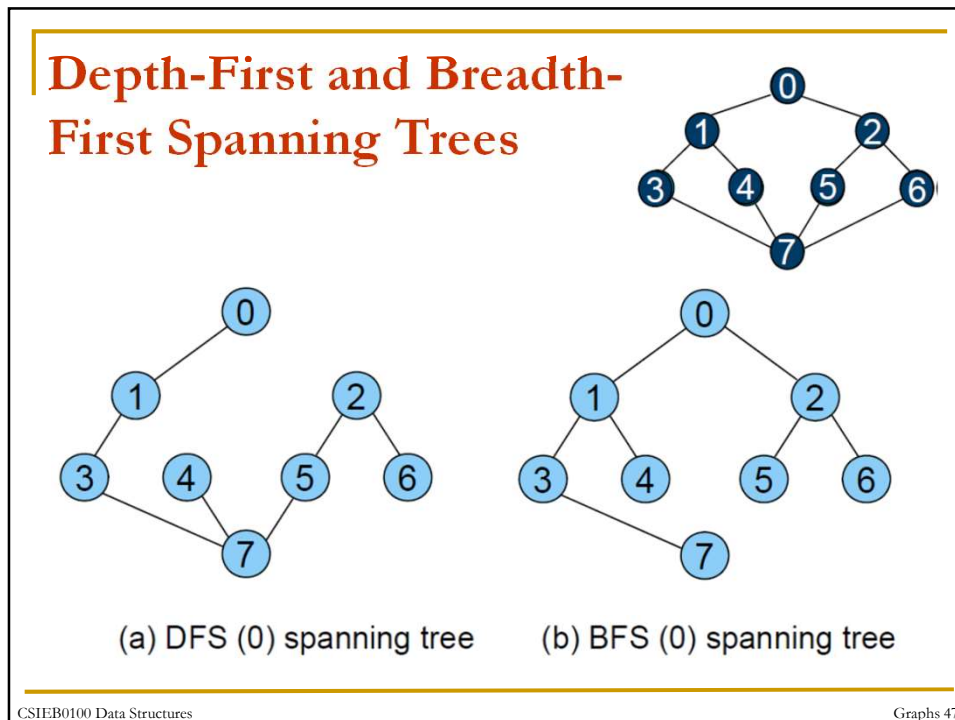 Depth-First and Breadth-
First Spanning Trees
0
1 2
3 4 5 6
7
0
1 2
3 4 5 6
7
(a) DFS (0) spanning tree
0
1 2
3 4 5 6
7
(b) BFS (0) spanning tree
CSIEB0100 Data Structures
Graphs 47